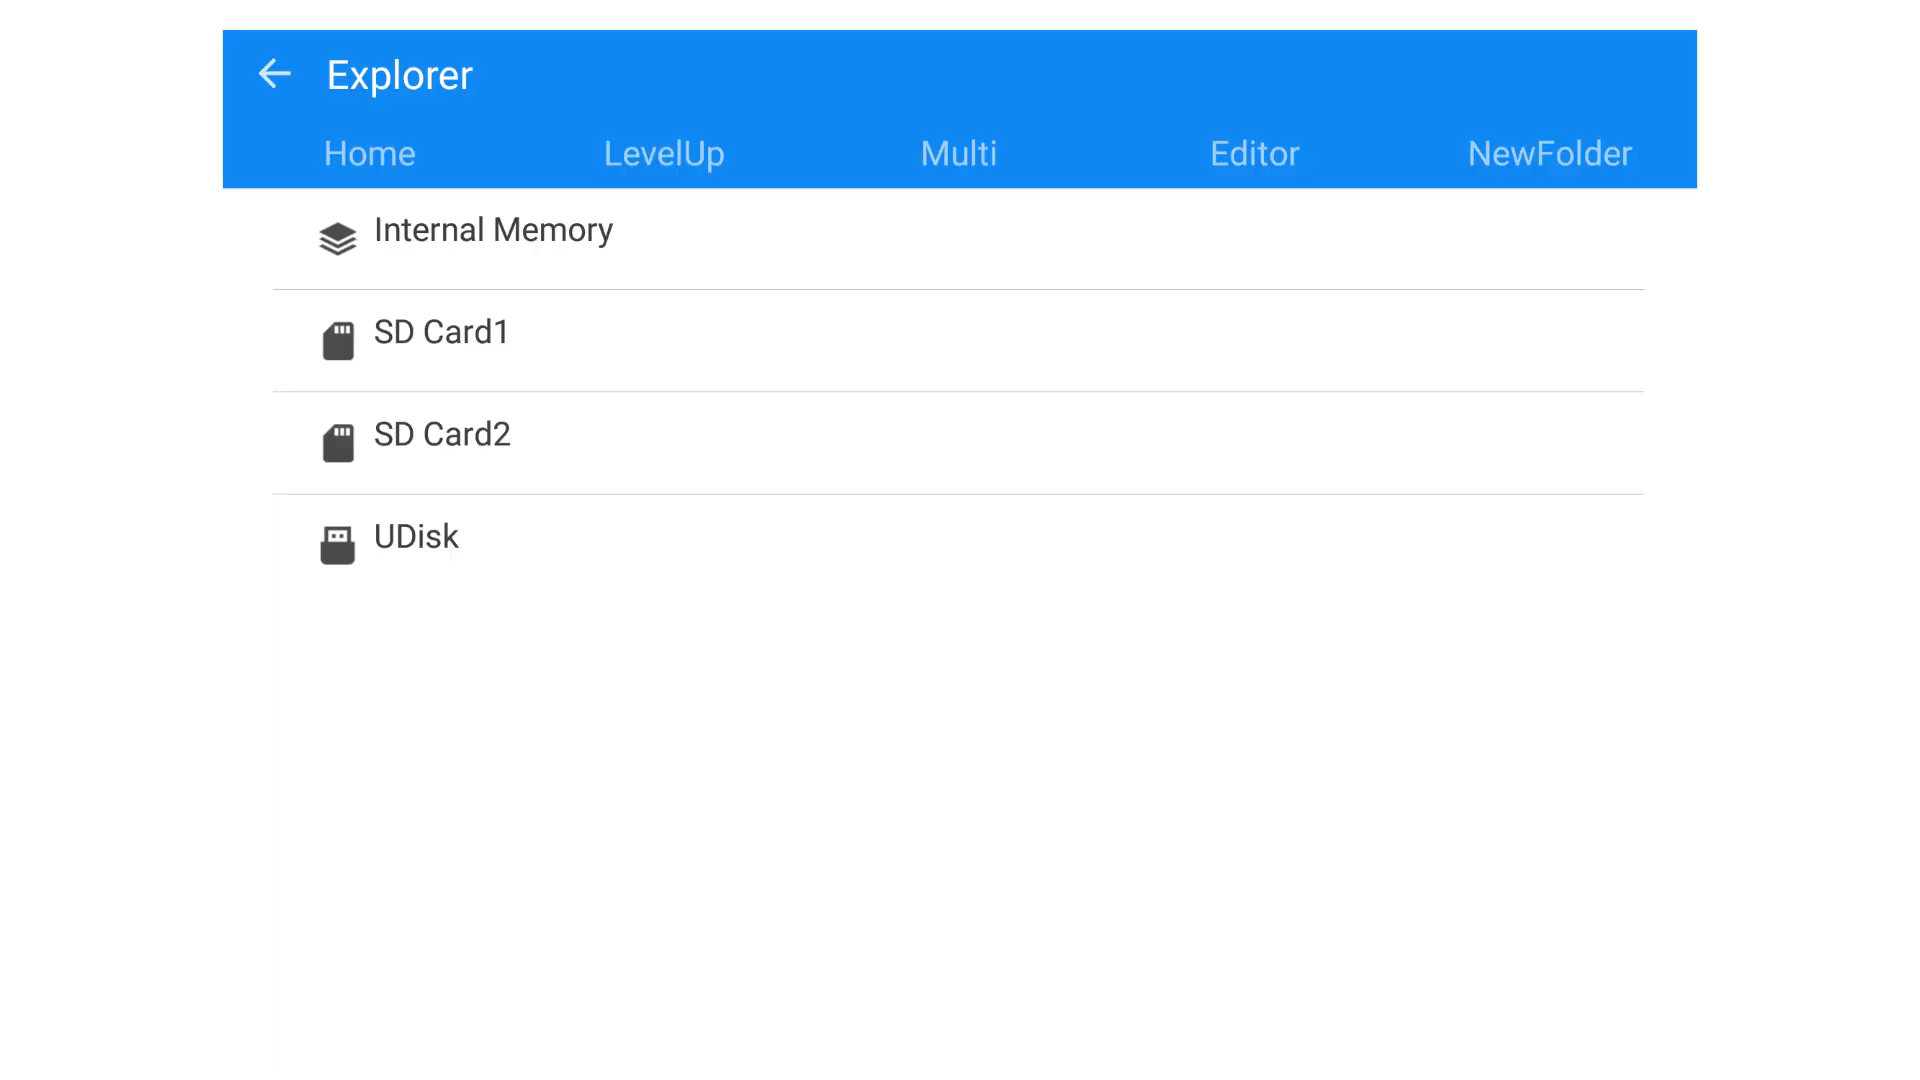 Explorer
Home LevelUp Multi Editor NewFolder
Internal Memory
SD Card1
SD Card2
UDisk